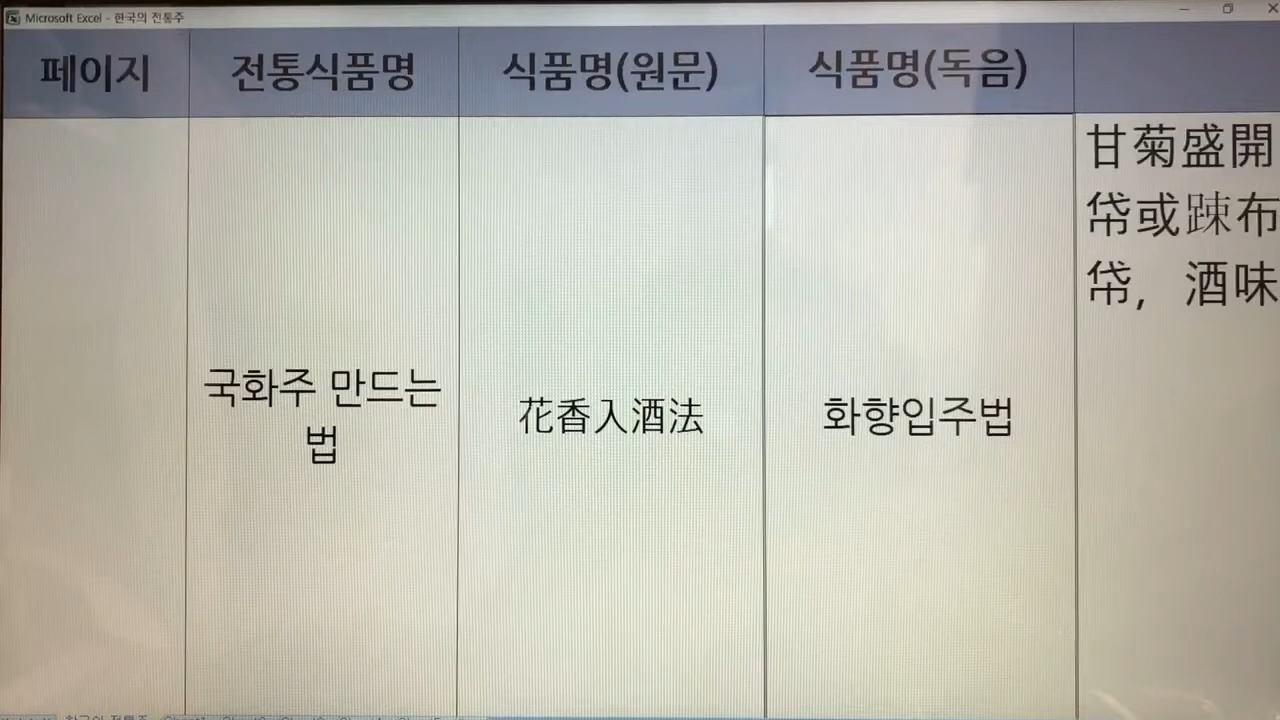 Microsoft Excel - 한국의 전통주
페이지 전통식품명 식품명(원문) 식품명(독음)
甘菊盛開
帒或踈布
帒，酒味
국화주 만드는
법
花香入酒法
화향입주법